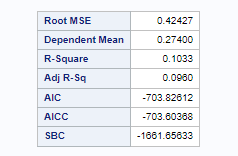 Root MSE 0.42427
Dependent Mean 0.27400
R-Square 0.1033
Adj R-Sq 0.0960
AIC -703.82612
AICC -703.60368
SBC -1661.65633